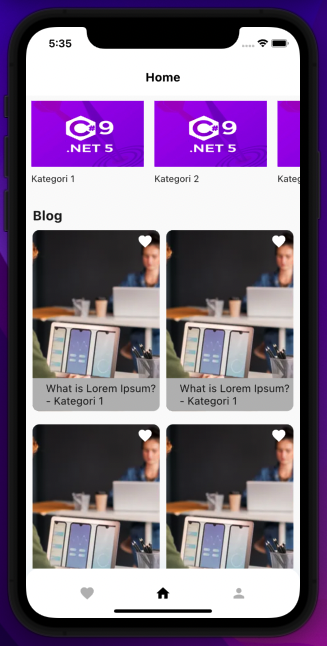 5:35
Home
C# 9
.NET 5
C# 9
.NET 5
Kategori 1
Kategori 2
Kateg
Blog
What is Lorem Ipsum?
- Kategori 1
What is Lorem Ipsum?
- Kategori 1